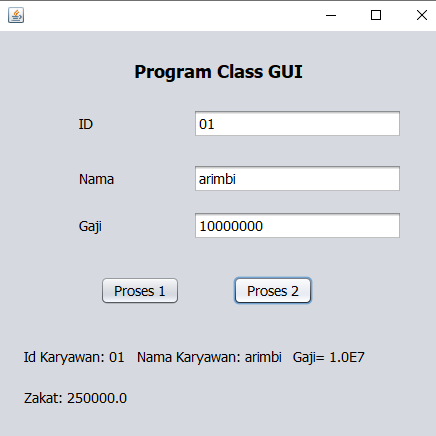 Program Class GUI
ID 01
Nama arimbi
Gaji 10000000
Proses 1 Proses 2
Id Karyawan: 01 Nama Karyawan: arimbi Gaji= 1.0E7
Zakat: 250000.0